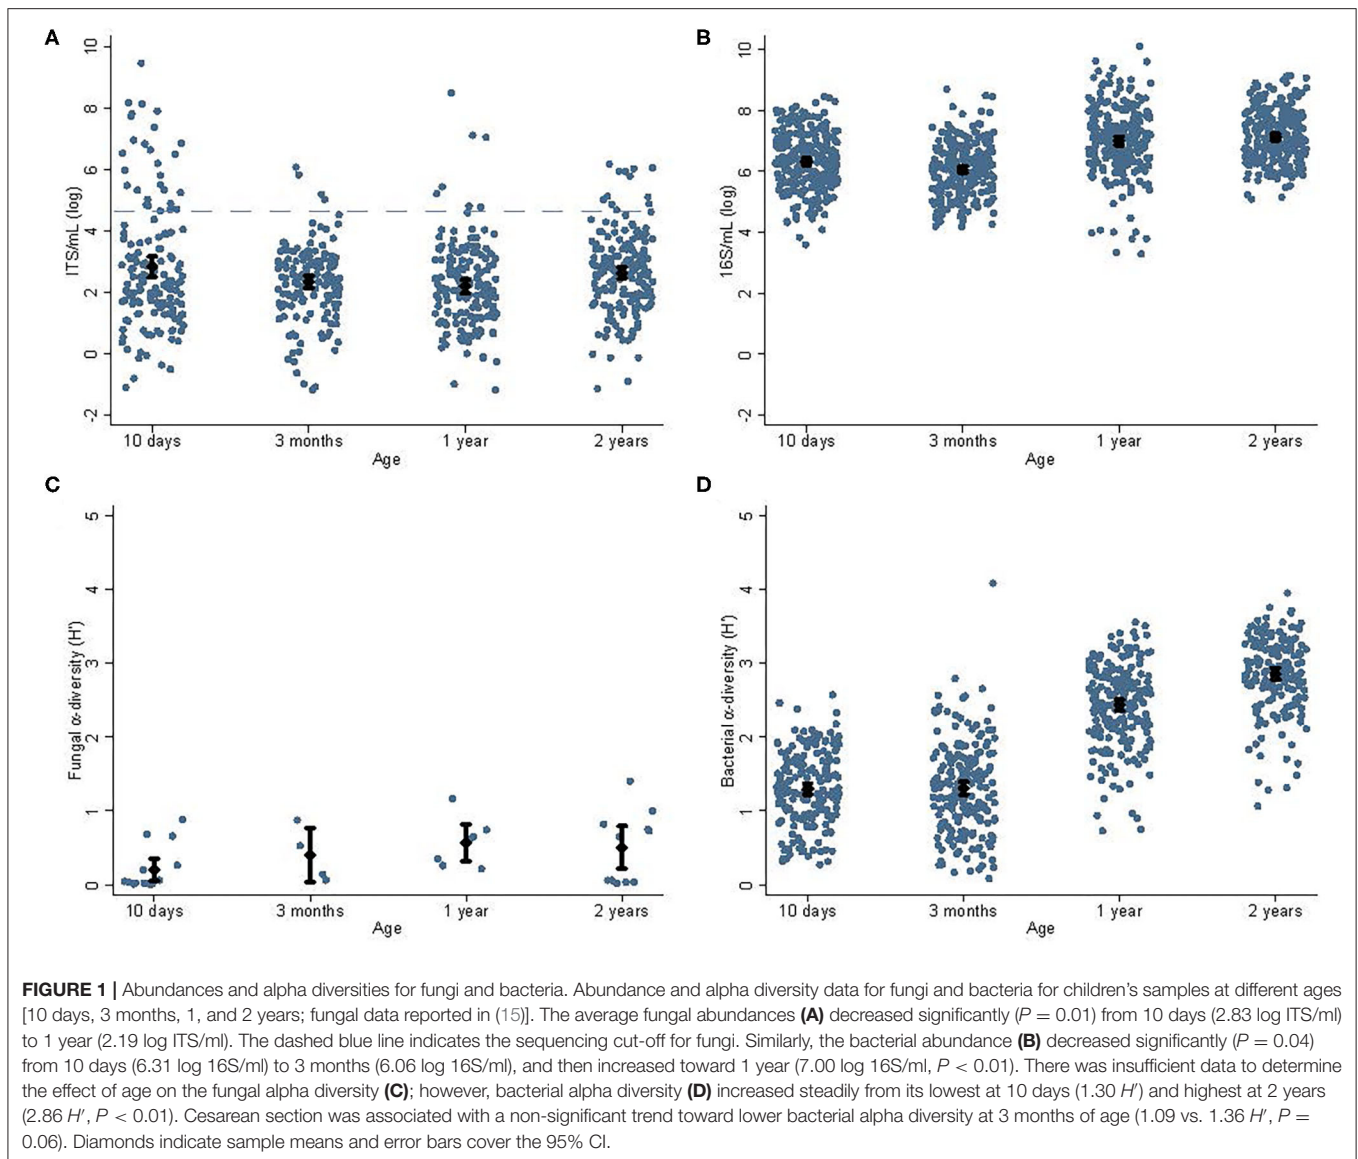 A
10
8
6
4
2
0
-2
ITS/mL (log)
10 days
3 months
1 year
2 years
Age
B
10
8
6
4
2
0
-2
16S/mL (log)
10 days
3 months
1 year
2 years
Age
C
5
4
3
2
1
0
Fungal α-diversity (H')
10 days
3 months
1 year
2 years
Age
D
5
4
3
2
1
0
Bacterial α-diversity (H')
10 days
3 months
1 year
2 years
Age
FIGURE 1 | Abundances and alpha diversities for fungi and bacteria. Abundance and alpha diversity data for fungi and bacteria for children's samples at different ages
[10 days, 3 months, 1, and 2 years; fungal data reported in (15)]. The average fungal abundances (A) decreased significantly (P = 0.01) from 10 days (2.83 log ITS/ml)
to 1 year (2.19 log ITS/ml). The dashed blue line indicates the sequencing cut-off for fungi. Similarly, the bacterial abundance (B) decreased significantly (P = 0.04)
from 10 days (6.31 log 16S/ml) to 3 months (6.06 log 16S/ml), and then increased toward 1 year (7.00 log 16S/ml, P < 0.01). There was insufficient data to determine
the effect of age on the fungal alpha diversity (C); however, bacterial alpha diversity (D) increased steadily from its lowest at 10 days (1.30 H′) and highest at 2 years
(2.86 H′, P < 0.01). Cesarean section was associated with a non-significant trend toward lower bacterial alpha diversity at 3 months of age (1.09 vs. 1.36 H′, P =
0.06). Diamonds indicate sample means and error bars cover the 95% CI.